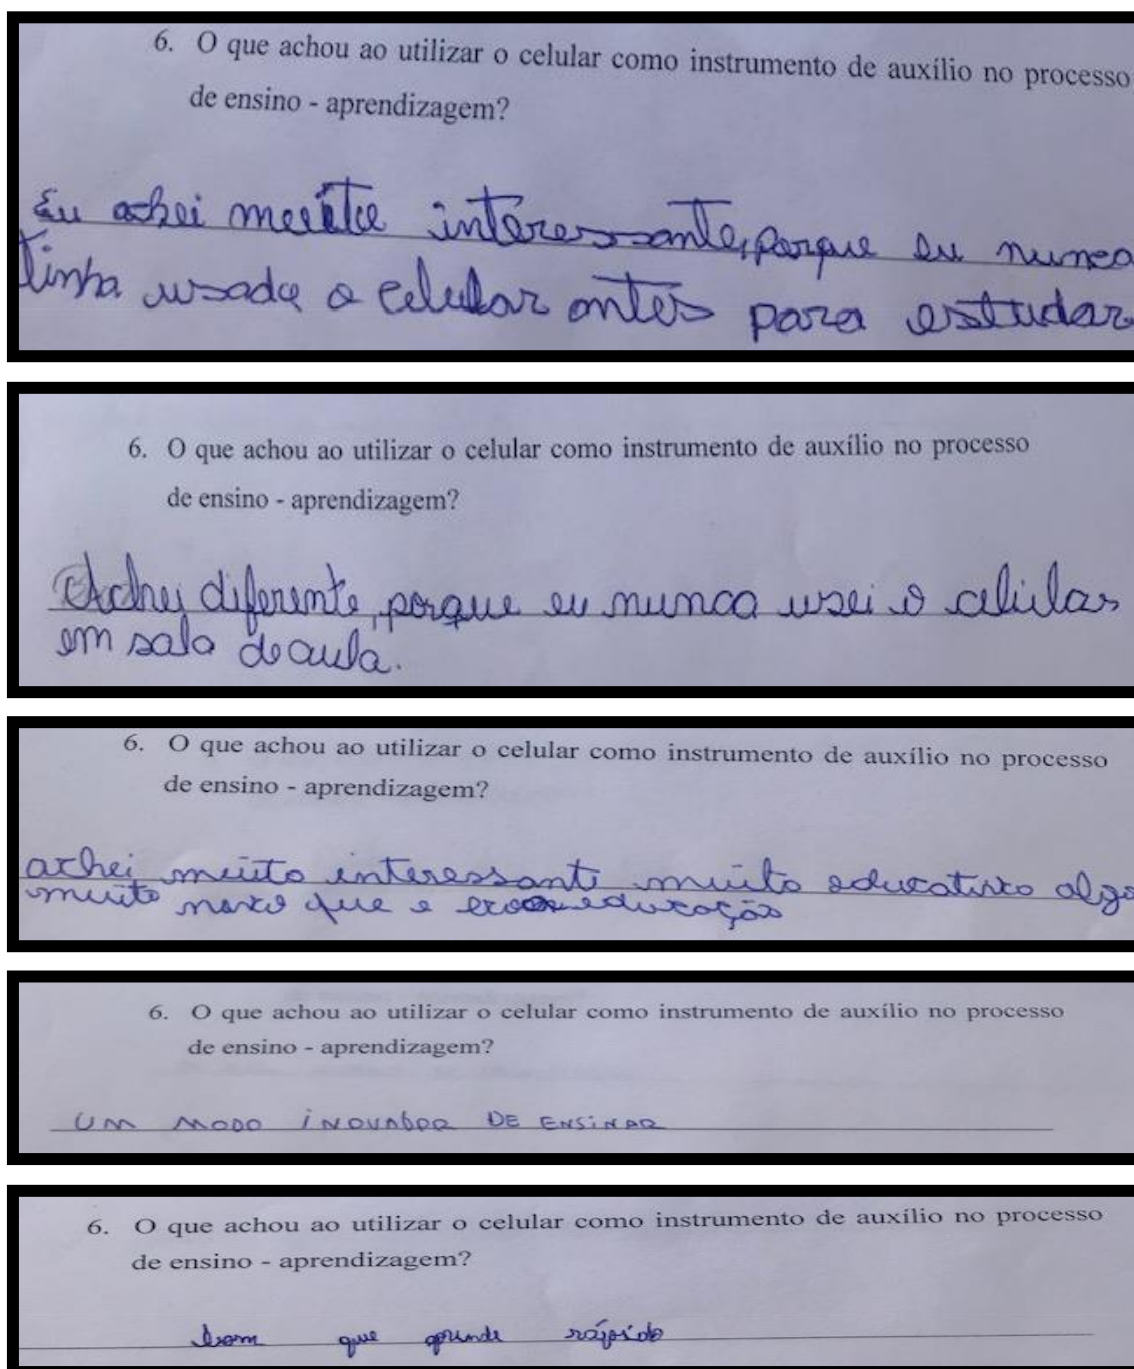 6. O que achou ao utilizar o celular como instrumento de auxílio no processo
de ensino - aprendizagem?
Eu achei muito interessante, porque eu nunca
tinha usado o celular antes para estudar
6. O que achou ao utilizar o celular como instrumento de auxílio no processo
de ensino - aprendizagem?
Achei diferente, porque eu nunca usei o celular
em sala de aula.
6. O que achou ao utilizar o celular como instrumento de auxílio no processo
de ensino - aprendizagem?
achei muito interessante muito educativo algo
muito novo que e educação
6. O que achou ao utilizar o celular como instrumento de auxílio no processo
de ensino - aprendizagem?
UM MODO INOVADOR DE ENSINAR
6. O que achou ao utilizar o celular como instrumento de auxílio no processo
de ensino - aprendizagem?
bom que aprende rápido